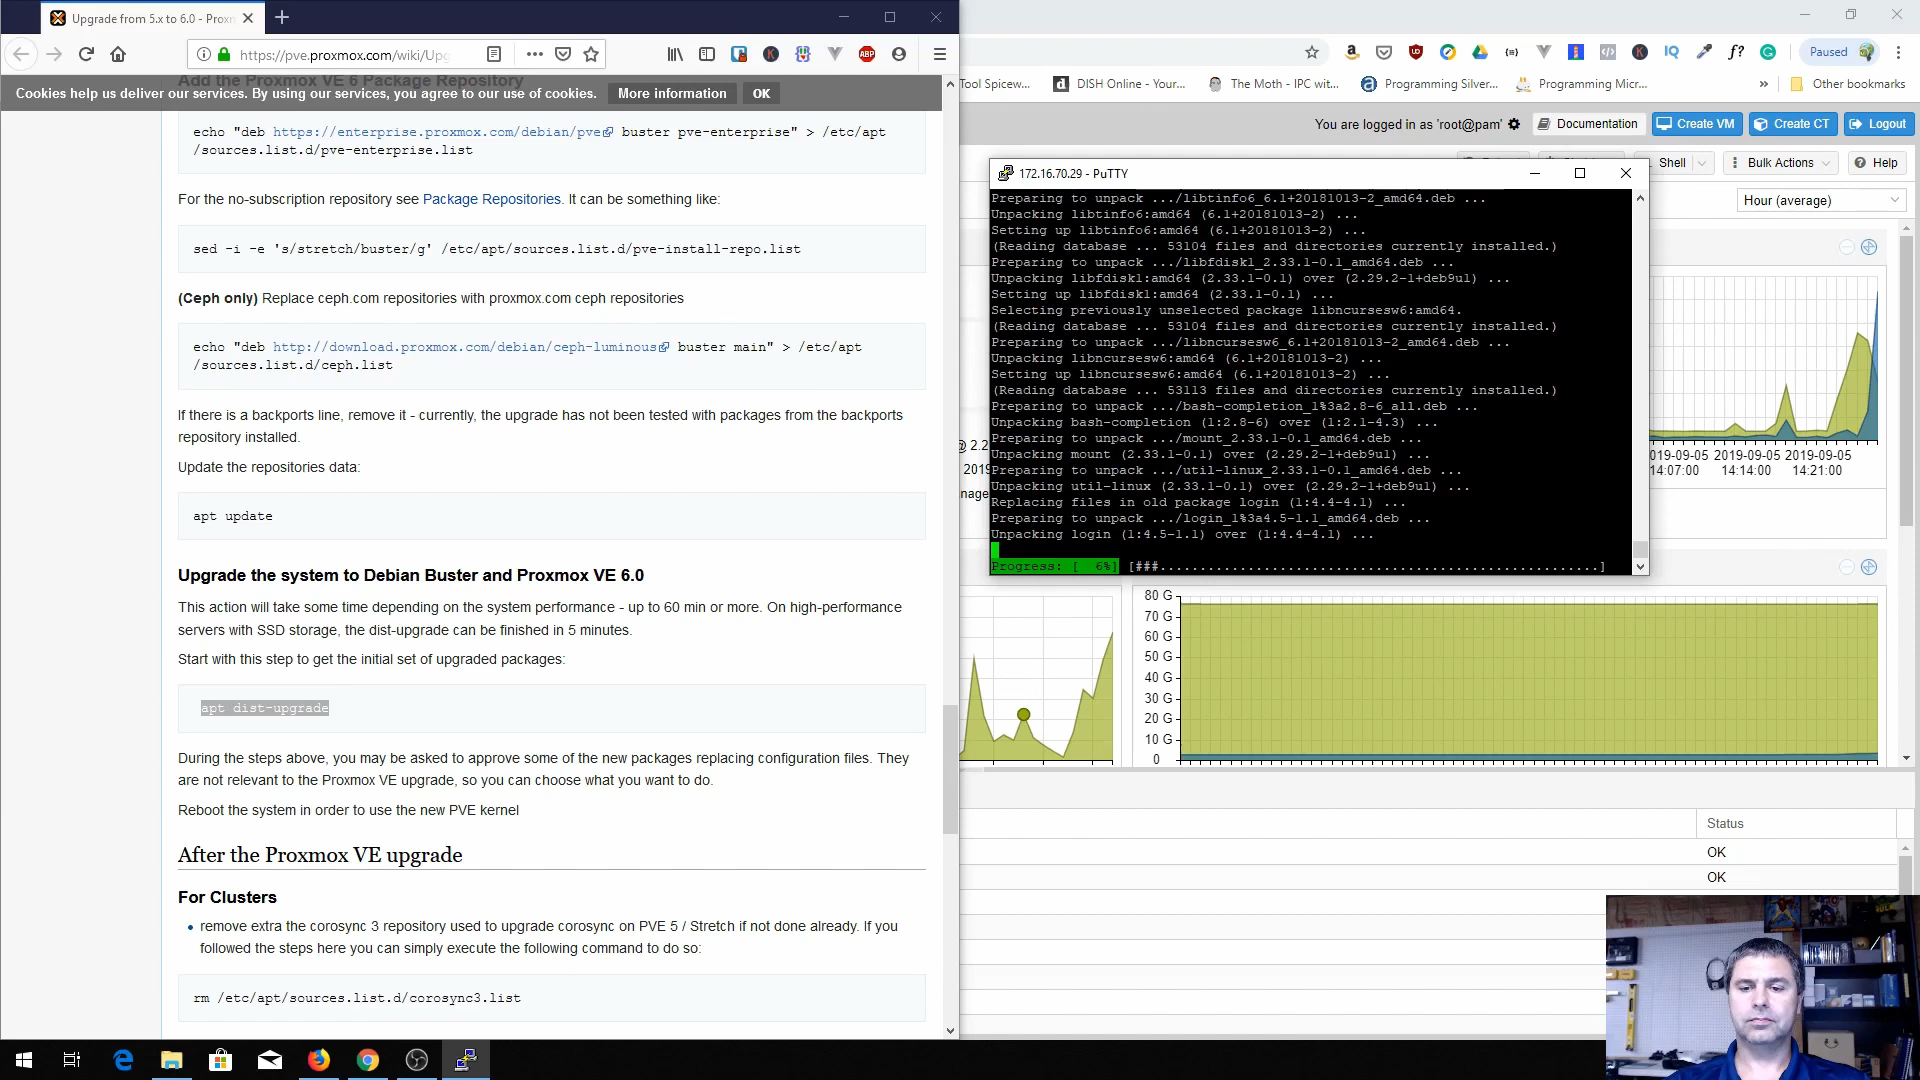 Upgrade from 5.x to 6.0 - Proxm
https://pve.proxmox.com/wiki/Upg
Add the Proxmox VE 6 Package Repository
Cookies help us deliver our services. By using our services, you agree to our use of cookies. More information OK
echo "deb https://enterprise.proxmox.com/debian/pve buster pve-enterprise" > /etc/apt
/sources.list.d/pve-enterprise.list
For the no-subscription repository see Package Repositories. It can be something like:
sed -i -e 's/stretch/buster/g' /etc/apt/sources.list.d/pve-install-repo.list
(Ceph only) Replace ceph.com repositories with proxmox.com ceph repositories
echo "deb http://download.proxmox.com/debian/ceph-luminous buster main" > /etc/apt
/sources.list.d/ceph.list
If there is a backports line, remove it - currently, the upgrade has not been tested with packages from the backports
repository installed.
Update the repositories data:
apt update
Upgrade the system to Debian Buster and Proxmox VE 6.0
This action will take some time depending on the system performance - up to 60 min or more. On high-performance
servers with SSD storage, the dist-upgrade can be finished in 5 minutes.
Start with this step to get the initial set of upgraded packages:
apt dist-upgrade
During the steps above, you may be asked to approve some of the new packages replacing configuration files. They
are not relevant to the Proxmox VE upgrade, so you can choose what you want to do.
Reboot the system in order to use the new PVE kernel
After the Proxmox VE upgrade
For Clusters
remove extra the corosync 3 repository used to upgrade corosync on PVE 5 / Stretch if not done already. If you
followed the steps here you can simply execute the following command to do so:
rm /etc/apt/sources.list.d/corosync3.list
ABP
IQ
f?
Paused
Tool Spicew...
DISH Online - Your...
The Moth - IPC wit...
Programming Silver...
Programming Micr...
»
Other bookmarks
You are logged in as 'root@pam'
Documentation
Create VM
Create CT
Logout
Shell
Bulk Actions
Help
Hour (average)
172.16.70.29 - PuTTY
Preparing to unpack .../libtinfo6_6.1+20181013-2_amd64.deb ...
Unpacking libtinfo6:amd64 (6.1+20181013-2) ...
Setting up libtinfo6:amd64 (6.1+20181013-2) ...
(Reading database ... 53104 files and directories currently installed.)
Preparing to unpack .../libfdisk1_2.33.1-0.1_amd64.deb ...
Unpacking libfdisk1:amd64 (2.33.1-0.1) over (2.29.2-1+deb9u1) ...
Setting up libfdisk1:amd64 (2.33.1-0.1) ...
Selecting previously unselected package libncursesw6:amd64.
(Reading database ... 53104 files and directories currently installed.)
Preparing to unpack .../libncursesw6_6.1+20181013-2_amd64.deb ...
Unpacking libncursesw6:amd64 (6.1+20181013-2) ...
Setting up libncursesw6:amd64 (6.1+20181013-2) ...
(Reading database ... 53113 files and directories currently installed.)
Preparing to unpack .../bash-completion_1%3a2.8-6_all.deb ...
Unpacking bash-completion (1:2.8-6) over (1:2.1-4.3) ...
Preparing to unpack .../mount_2.33.1-0.1_amd64.deb ...
Unpacking mount (2.33.1-0.1) over (2.29.2-1+deb9u1) ...
Preparing to unpack .../util-linux_2.33.1-0.1_amd64.deb ...
Unpacking util-linux (2.33.1-0.1) over (2.29.2-1+deb9u1) ...
Replacing files in old package login (1:4.4-4.1) ...
Preparing to unpack .../login_1%3a4.5-1.1_amd64.deb ...
Unpacking login (1:4.5-1.1) over (1:4.4-4.1) ...
Progress: [ 6%] [###.......................................................]
@ 2.2
2019
nage
019-09-05 2019-09-05 2019-09-05
14:07:00 14:14:00 14:21:00
80 G
70 G
60 G
50 G
40 G
30 G
20 G
10 G
0
Status
OK
OK